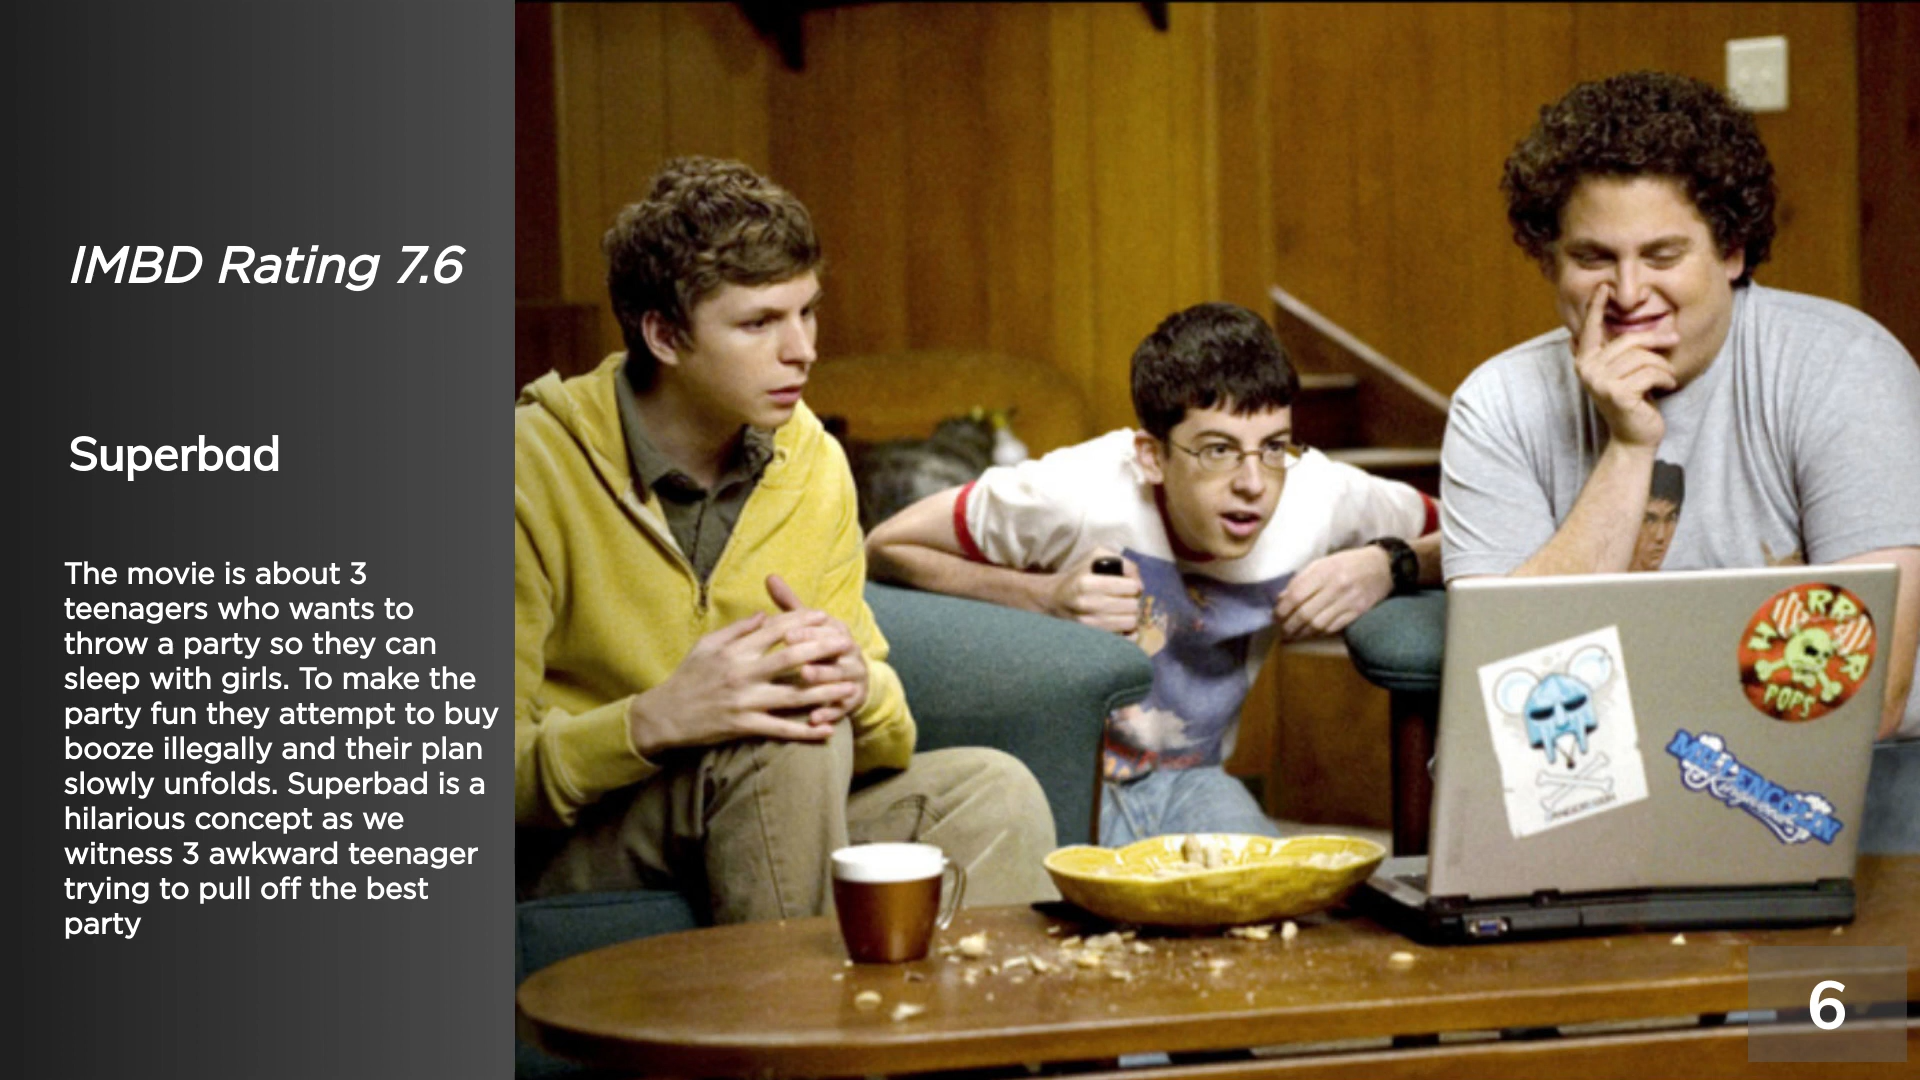 IMBD Rating 7.6
Superbad
The movie is about 3
teenagers who wants to
throw a party so they can
sleep with girls. To make the
party fun they attempt to buy
booze illegally and their plan
slowly unfolds. Superbad is a
hilarious concept as we
witness 3 awkward teenager
trying to pull off the best
party
POPS
MILLENCOLIN
6